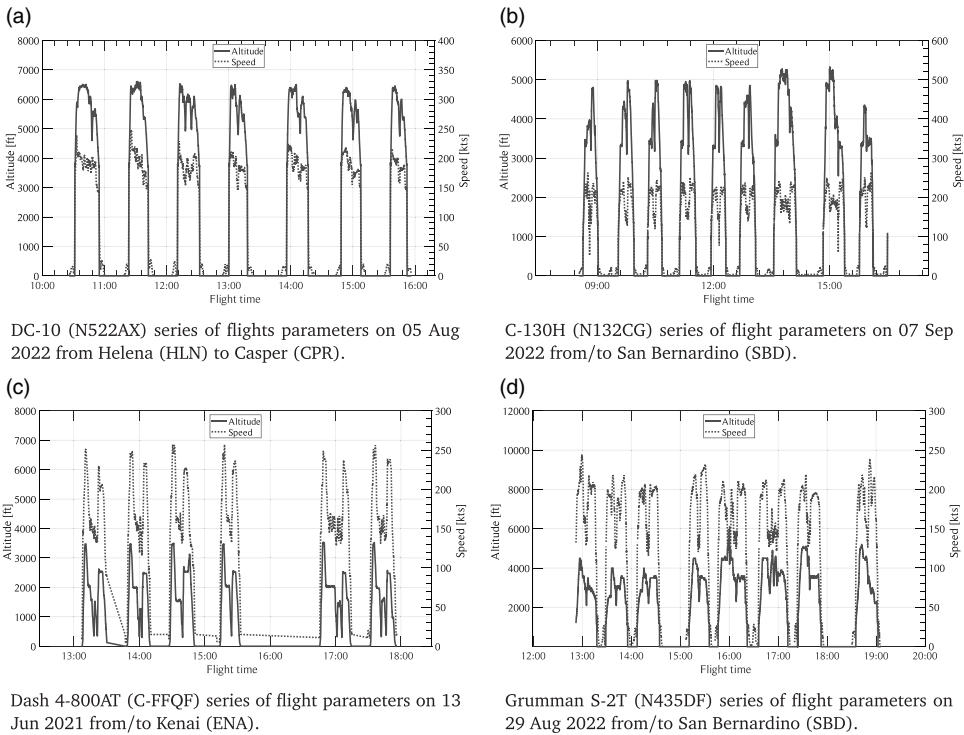 (a)
8000
7000
6000
5000
4000
3000
2000
1000
0
Altitude [ft]
Altitude
Speed
400
350
300
250
200
150
100
50
0
Speed [kts]
10:00 11:00 12:00 13:00 14:00 15:00 16:00
Flight time
DC-10 (N522AX) series of flights parameters on 05 Aug
2022 from Helena (HLN) to Casper (CPR).
(b)
6000
5000
4000
3000
2000
1000
0
Altitude [ft]
Altitude
Speed
600
500
400
300
200
100
0
Speed [kts]
09:00 12:00 15:00
Flight time
C-130H (N132CG) series of flight parameters on 07 Sep
2022 from/to San Bernardino (SBD).
(c)
8000
7000
6000
5000
4000
3000
2000
1000
0
Altitude [ft]
Altitude
Speed
300
250
200
150
100
50
0
Speed [kts]
13:00 14:00 15:00 16:00 17:00 18:00
Flight time
Dash 4-800AT (C-FFQF) series of flight parameters on 13
Jun 2021 from/to Kenai (ENA).
(d)
12000
10000
8000
6000
4000
2000
Altitude [ft]
Altitude
Speed
300
250
200
150
100
50
0
Speed [kts]
12:00 13:00 14:00 15:00 16:00 17:00 18:00 19:00 20:00
Flight time
Grumman S-2T (N435DF) series of flight parameters on
29 Aug 2022 from/to San Bernardino (SBD).